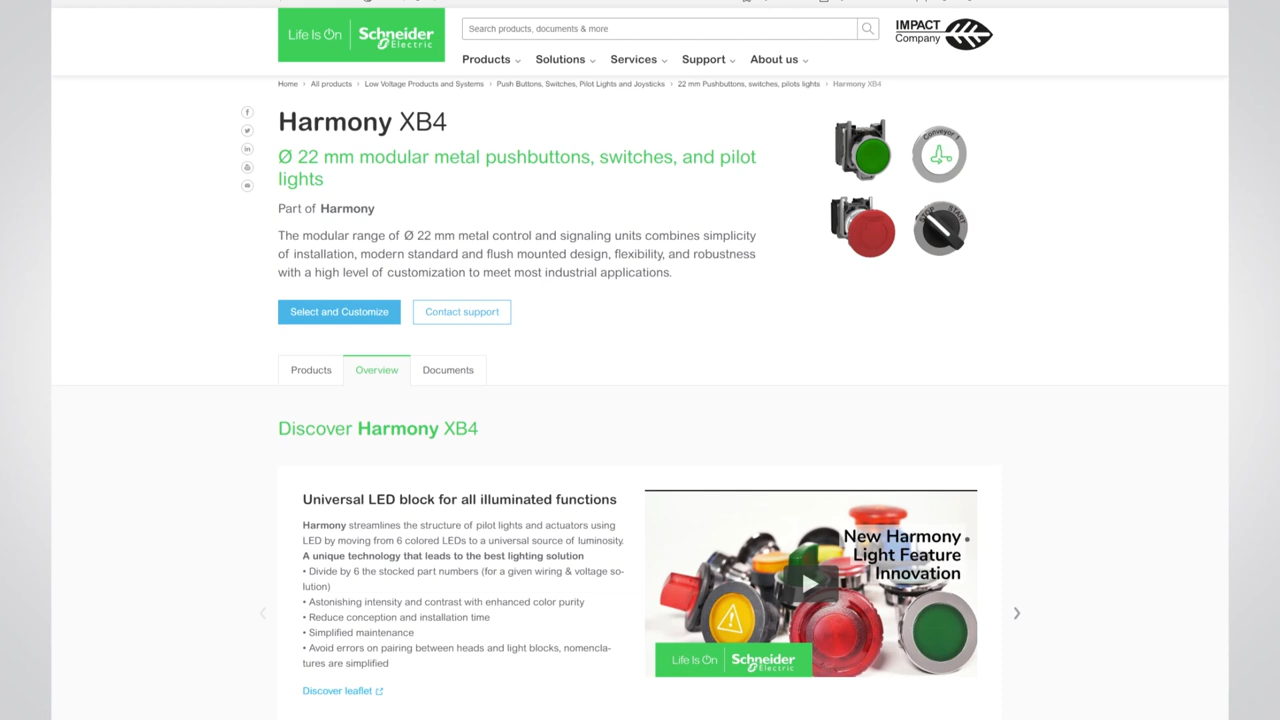 Life Is On | Schneider Electric
Search products, documents & more
IMPACT Company
Products Solutions Services Support About us
Home › All products › Low Voltage Products and Systems › Push Buttons, Switches, Pilot Lights and Joysticks › 22 mm Pushbuttons, switches, pilots lights › Harmony XB4
Harmony XB4
Ø 22 mm modular metal pushbuttons, switches, and pilot
lights
Part of Harmony
The modular range of Ø 22 mm metal control and signaling units combines simplicity
of installation, modern standard and flush mounted design, flexibility, and robustness
with a high level of customization to meet most industrial applications.
Conveyor 1
STOP START
Select and Customize Contact support
Products Overview Documents
Discover Harmony XB4
Universal LED block for all illuminated functions
Harmony streamlines the structure of pilot lights and actuators using
LED by moving from 6 colored LEDs to a universal source of luminosity.
A unique technology that leads to the best lighting solution
• Divide by 6 the stocked part numbers (for a given wiring & voltage so-
lution)
• Astonishing intensity and contrast with enhanced color purity
• Reduce conception and installation time
• Simplified maintenance
• Avoid errors on pairing between heads and light blocks, nomencla-
tures are simplified
Discover leaflet
New Harmony
Light Feature
Innovation
Life Is On | Schneider Electric